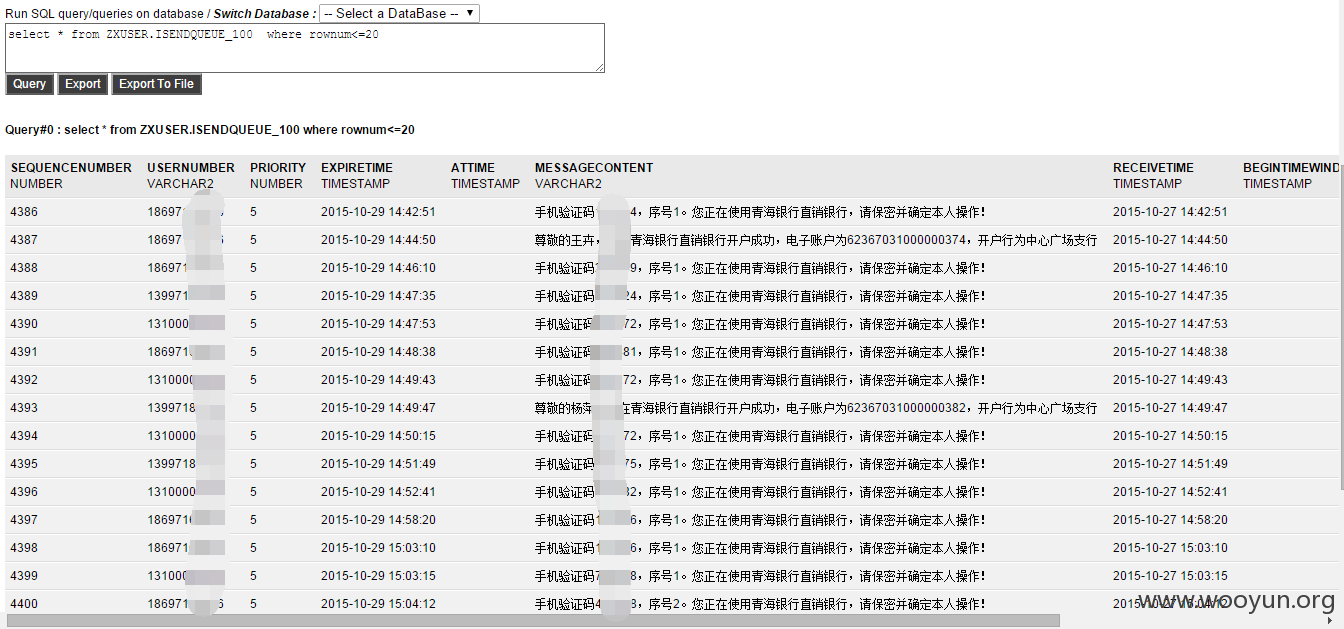 Run SQL query/queries on database / Switch Database : -- Select a DataBase --
select * from ZXUSER.ISENDQUEUE_100 where rownum<=20
Query Export Export To File
Query#0 : select * from ZXUSER.ISENDQUEUE_100 where rownum<=20
SEQUENCENUMBER USERNUMBER PRIORITY EXPIRETIME ATTIME MESSAGECONTENT RECEIVETIME BEGINTIMEWIND
NUMBER VARCHAR2 NUMBER TIMESTAMP TIMESTAMP VARCHAR2 TIMESTAMP TIMESTAMP
4386 18697 5 2015-10-29 14:42:51 手机验证码 4，序号1。您正在使用青海银行直销银行，请保密并确定本人操作！ 2015-10-27 14:42:51
4387 18697 5 2015-10-29 14:44:50 尊敬的王卉， 青海银行直销银行开户成功，电子账户为62367031000000374，开户行为中心广场支行 2015-10-27 14:44:50
4388 18697 5 2015-10-29 14:46:10 手机验证码 9，序号1。您正在使用青海银行直销银行，请保密并确定本人操作！ 2015-10-27 14:46:10
4389 139971 5 2015-10-29 14:47:35 手机验证码 24，序号1。您正在使用青海银行直销银行，请保密并确定本人操作！ 2015-10-27 14:47:35
4390 131000 5 2015-10-29 14:47:53 手机验证码 72，序号1。您正在使用青海银行直销银行，请保密并确定本人操作！ 2015-10-27 14:47:53
4391 186971 5 2015-10-29 14:48:38 手机验证码 81，序号1。您正在使用青海银行直销银行，请保密并确定本人操作！ 2015-10-27 14:48:38
4392 1310000 5 2015-10-29 14:49:43 手机验证码 72，序号1。您正在使用青海银行直销银行，请保密并确定本人操作！ 2015-10-27 14:49:43
4393 1399718 5 2015-10-29 14:49:47 尊敬的杨 在青海银行直销银行开户成功，电子账户为62367031000000382，开户行为中心广场支行 2015-10-27 14:49:47
4394 1310000 5 2015-10-29 14:50:15 手机验证码 72，序号1。您正在使用青海银行直销银行，请保密并确定本人操作！ 2015-10-27 14:50:15
4395 1399718 5 2015-10-29 14:51:49 手机验证码 75，序号1。您正在使用青海银行直销银行，请保密并确定本人操作！ 2015-10-27 14:51:49
4396 1310000 5 2015-10-29 14:52:41 手机验证码 32，序号1。您正在使用青海银行直销银行，请保密并确定本人操作！ 2015-10-27 14:52:41
4397 186971 5 2015-10-29 14:58:20 手机验证码1 6，序号1。您正在使用青海银行直销银行，请保密并确定本人操作！ 2015-10-27 14:58:20
4398 186971 5 2015-10-29 15:03:10 手机验证码1 6，序号1。您正在使用青海银行直销银行，请保密并确定本人操作！ 2015-10-27 15:03:10
4399 13100 5 2015-10-29 15:03:15 手机验证码7 8，序号1。您正在使用青海银行直销银行，请保密并确定本人操作！ 2015-10-27 15:03:15
4400 186971 6 5 2015-10-29 15:04:12 手机验证码4 8，序号2。您正在使用青海银行直销银行，请保密并确定本人操作！ 2015-10-27 15:04:12
www.wooyun.org